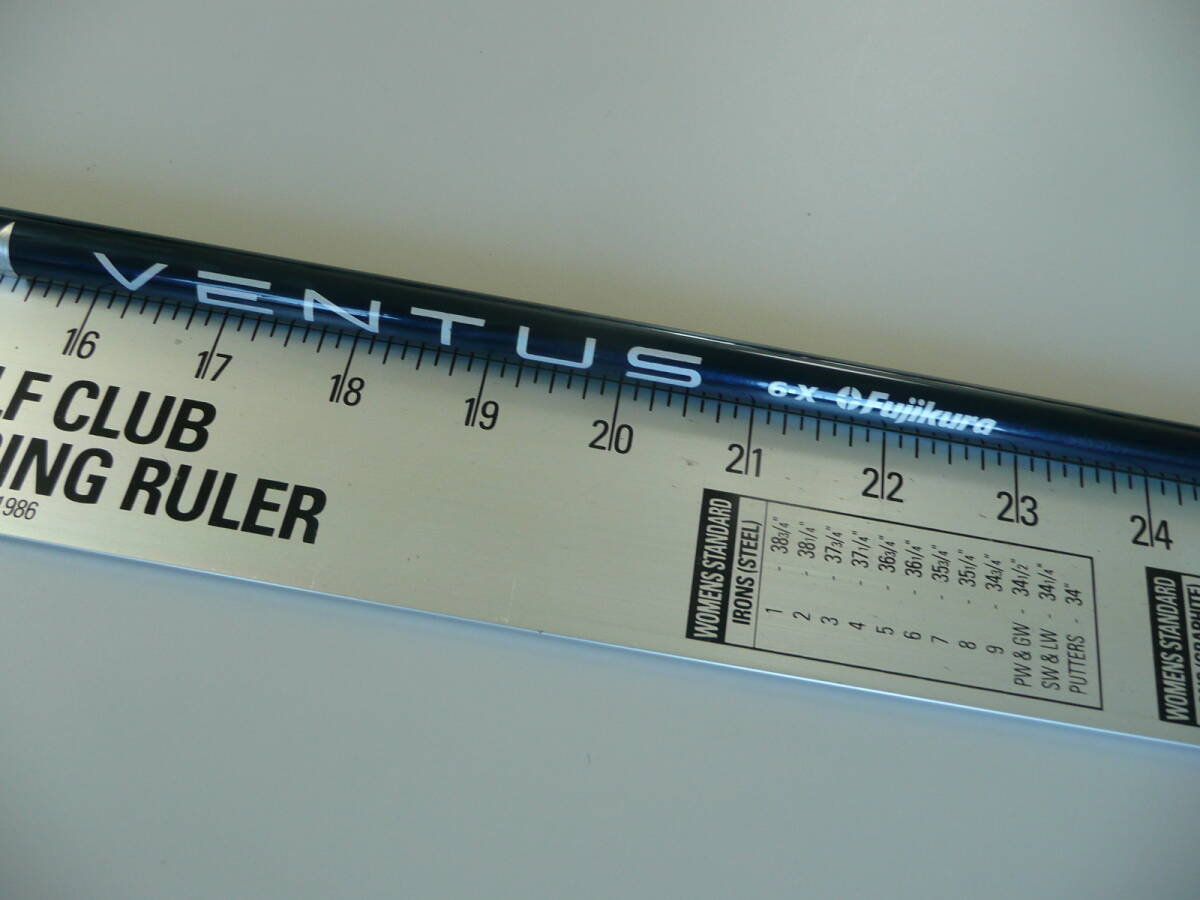 VENTUS 6-X Fujikura
16 17 18 19 20 21 22 23 24
LF CLUB
ING RULER
1986
WOMENS STANDARD
IRONS (STEEL)
1 - 38 3/4"
2 - 38 1/4"
3 - 37 3/4"
4 - 37 1/4"
5 - 36 3/4"
6 - 36 1/4"
7 - 35 3/4"
8 - 35 1/4"
9 - 34 3/4"
PW & GW - 34 1/2"
SW & LW - 34 1/4"
PUTTERS - 34"
WOMENS STANDARD